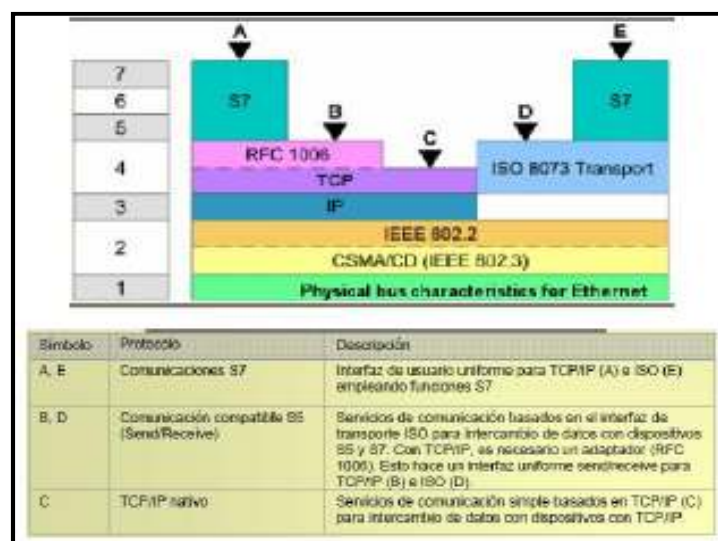 A E
7
6 S7 S7
B D
5
C
RFC 1006
4 ISO 8073 Transport
TCP
3 IP
IEEE 802.2
2
CSMA/CD (IEEE 802.3)
1 Physical bus characteristics for Ethernet
Simbolo Protocolo Descripción
A, E Comunicaciones S7 Interfaz de usuario uniforme para TCP/IP (A) e ISO (E)
empleando funciones S7
B, D Comunicación compatible S5 Servicios de comunicación basados en el interfaz de
(Send/Receive) transporte ISO para intercambio de datos con dispositivos
S5 y S7. Con TCP/IP, es necesario un adaptador (RFC
1006). Esto hace un interfaz uniforme send/receive para
TCP/IP (B) e ISO (D).
C TCP/IP nativo Servicios de comunicación simple basados en TCP/IP (C)
para intercambio de datos con dispositivos con TCP/IP